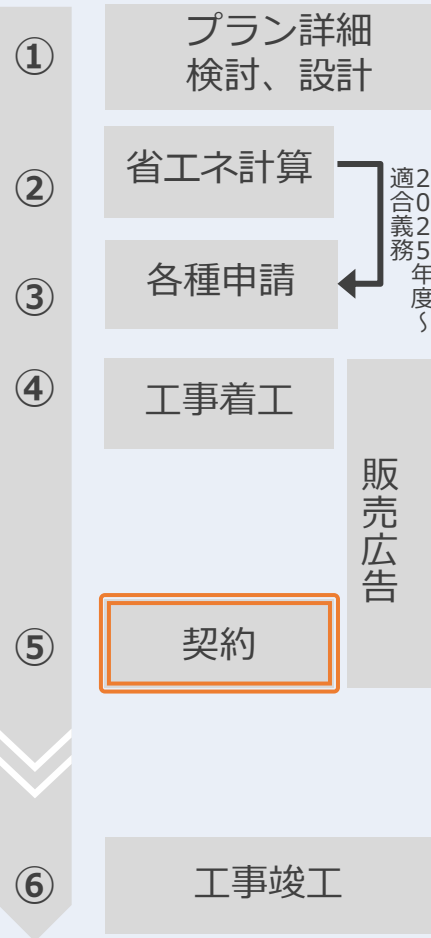 ①
プラン詳細
検討、設計
②
省エネ計算
2025年度～
適合義務
③
各種申請
④
工事着工
販売広告
⑤
契約
⑥
工事竣工